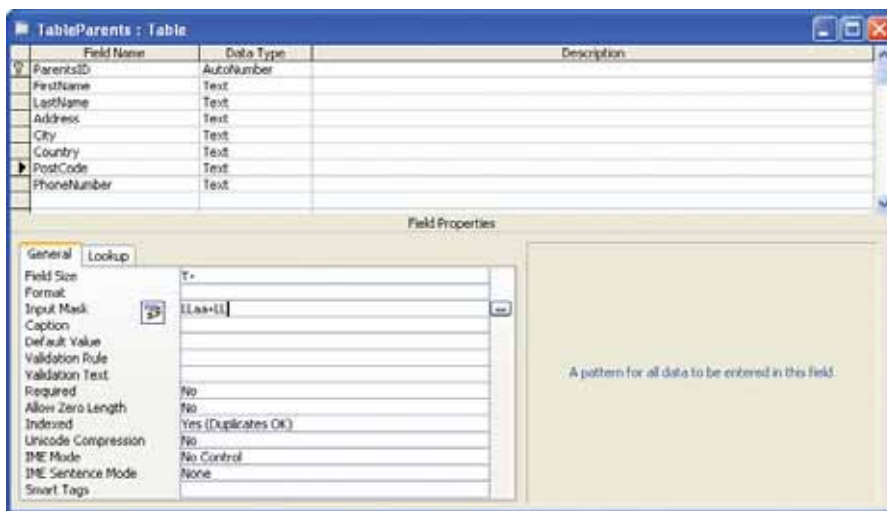 TableParents : Table
Field Name Data Type Description
ParentsID AutoNumber
FirstName Text
LastName Text
Address Text
City Text
Country Text
PostCode Text
PhoneNumber Text
Field Properties
General Lookup
Field Size
Format
Input Mask
Caption
Default Value
Validation Rule
Validation Text
Required No
Allow Zero Length No
Indexed Yes (Duplicates OK)
Unicode Compression No
IME Mode No Control
IME Sentence Mode None
Smart Tags
A pattern for all data to be entered in this field